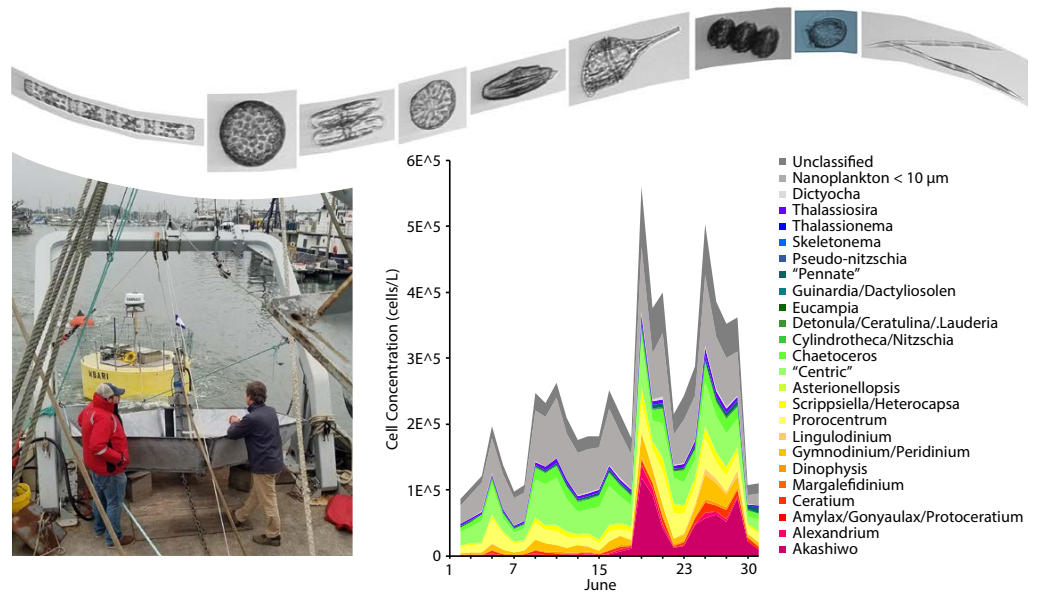 6E^5
5E^5
4E^5
3E^5
2E^5
1E^5
0
Cell Concentration (cells/L)
1
7
15
23
30
June
Unclassified
Nanoplankton < 10 µm
Dictyocha
Thalassiosira
Thalassionema
Skeletonema
Pseudo-nitzschia
“Pennate”
Guinardia/Dactyliosolen
Eucampia
Detonula/Ceratulina/.Lauderia
Cylindrotheca/Nitzschia
Chaetoceros
“Centric”
Asterionellopsis
Scrippsiella/Heterocapsa
Prorocentrum
Lingulodinium
Gymnodinium/Peridinium
Dinophysis
Margalefidinium
Ceratium
Amylax/Gonyaulax/Protoceratium
Alexandrium
Akashiwo
MBARI